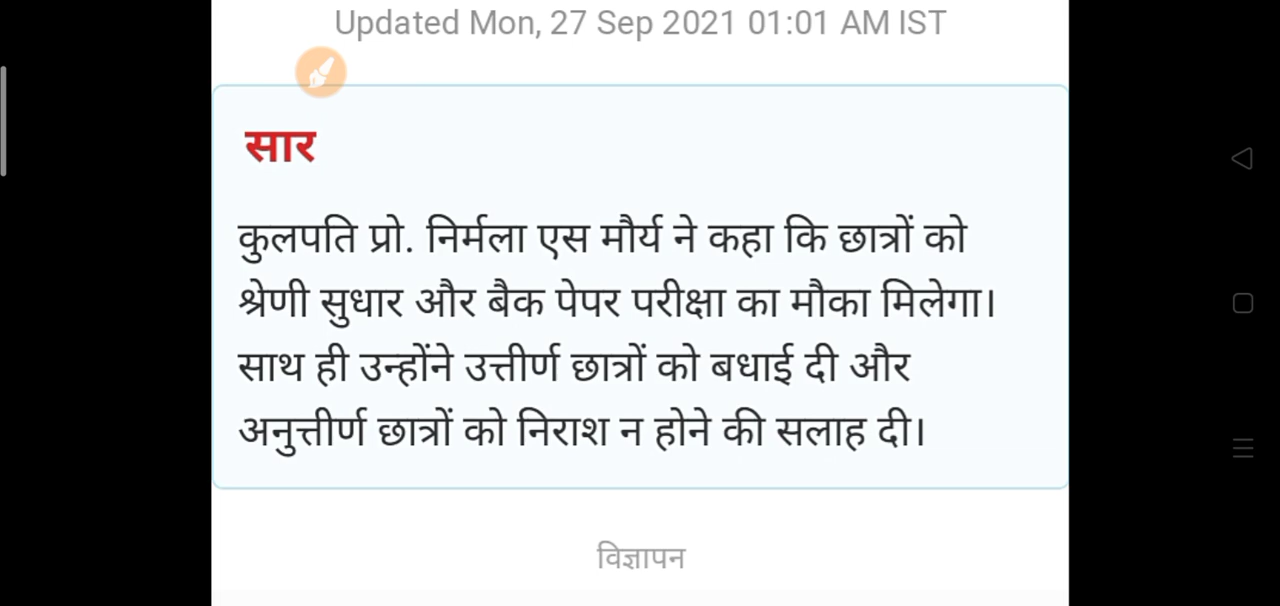 Updated Mon, 27 Sep 2021 01:01 AM IST
सार
कुलपति प्रो. निर्मला एस मौर्य ने कहा कि छात्रों को
श्रेणी सुधार और बैक पेपर परीक्षा का मौका मिलेगा।
साथ ही उन्होंने उत्तीर्ण छात्रों को बधाई दी और
अनुत्तीर्ण छात्रों को निराश न होने की सलाह दी।
विज्ञापन